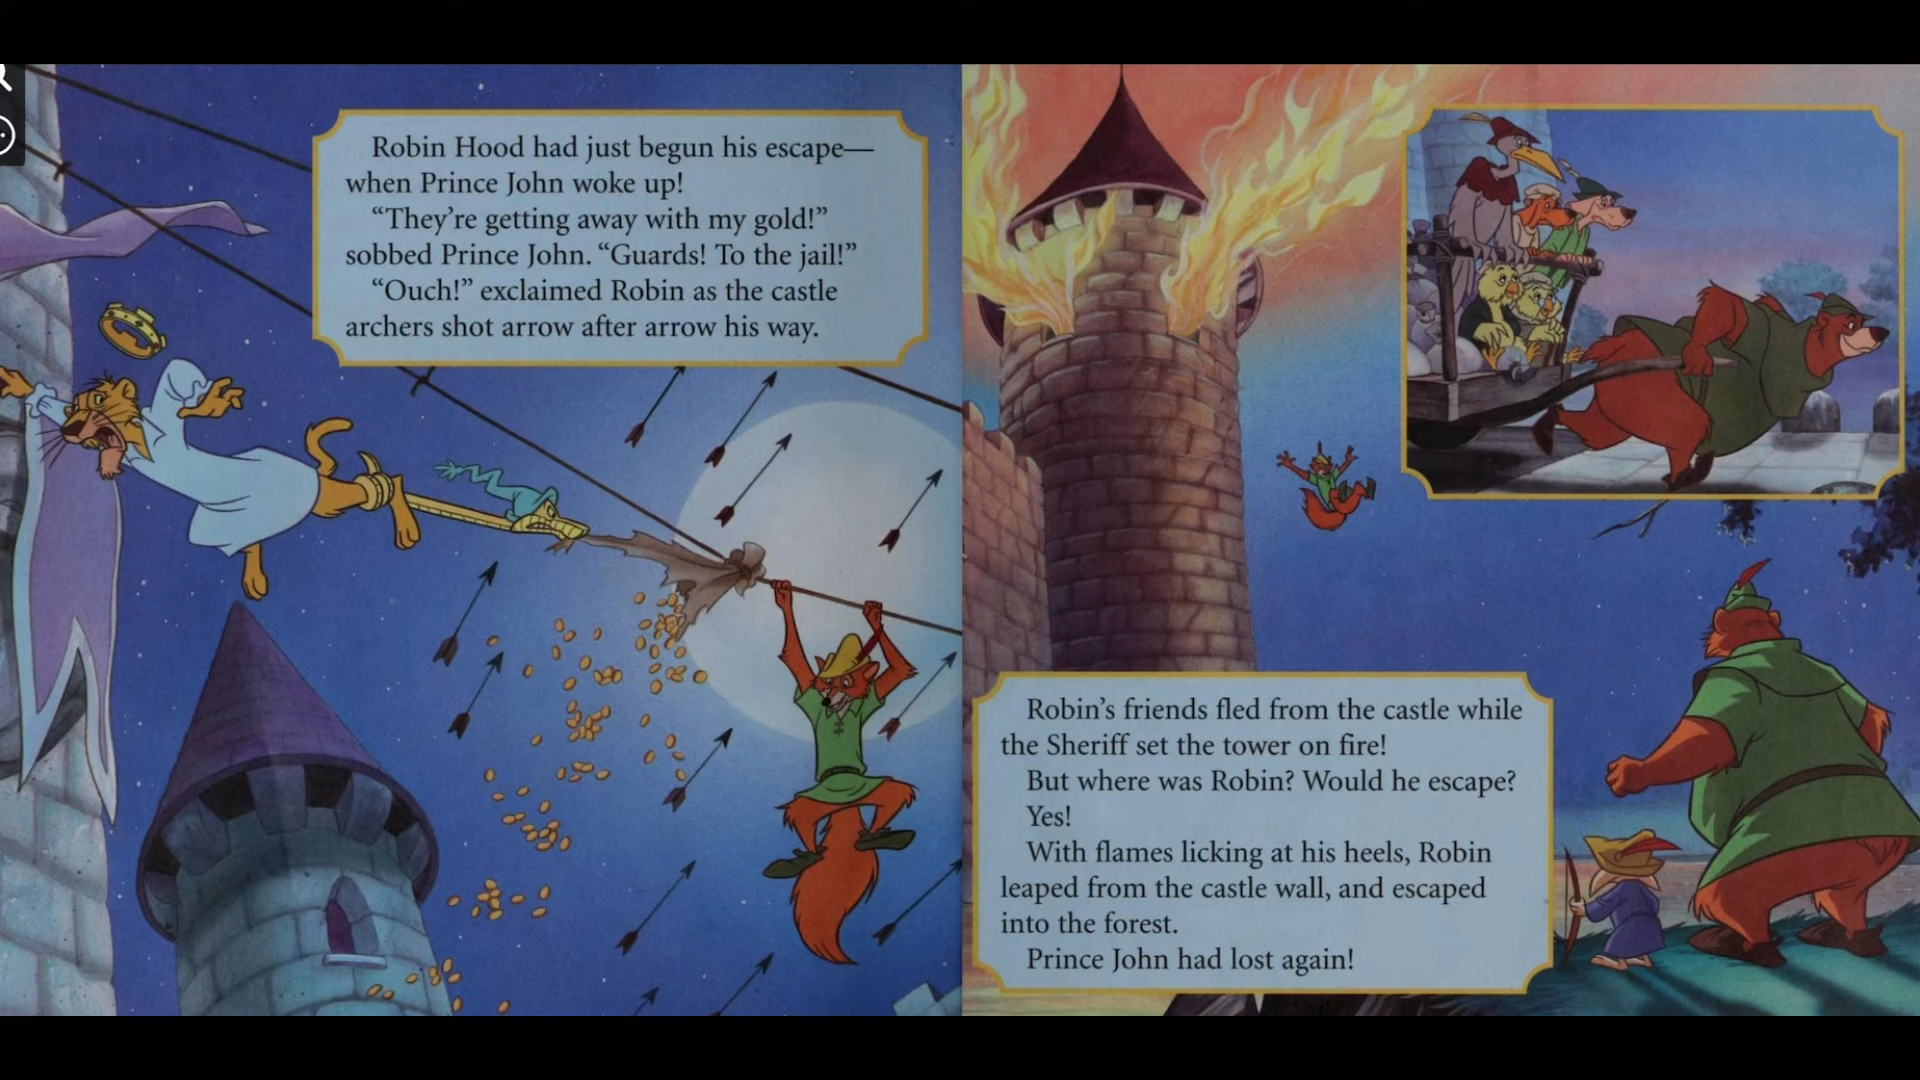 Robin Hood had just begun his escape—
when Prince John woke up!
“They’re getting away with my gold!”
sobbed Prince John. “Guards! To the jail!”
“Ouch!” exclaimed Robin as the castle
archers shot arrow after arrow his way.
Robin’s friends fled from the castle while
the Sheriff set the tower on fire!
But where was Robin? Would he escape?
Yes!
With flames licking at his heels, Robin
leaped from the castle wall, and escaped
into the forest.
Prince John had lost again!